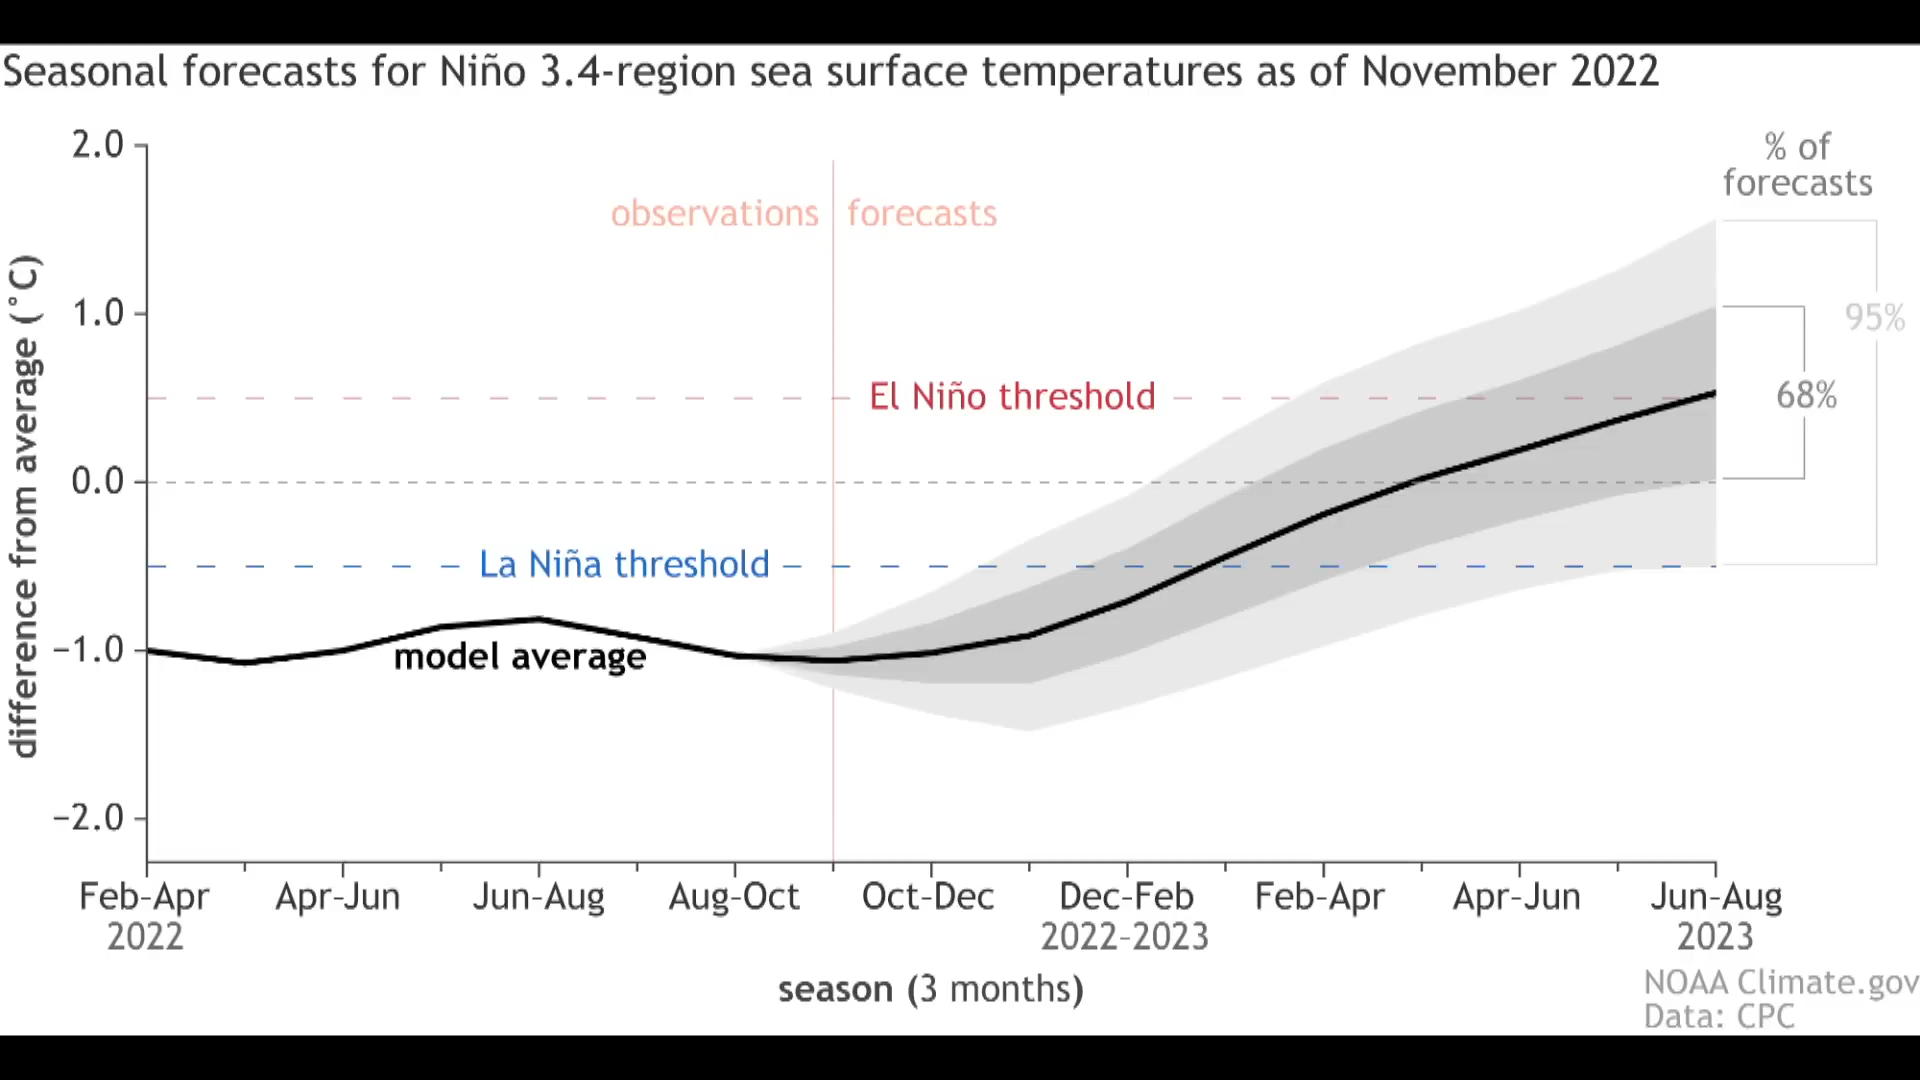 Seasonal forecasts for Niño 3.4-region sea surface temperatures as of November 2022
% of
forecasts
2.0
1.0
0.0
−1.0
−2.0
difference from average (°C)
observations
forecasts
El Niño threshold
La Niña threshold
model average
95%
68%
Feb-Apr
2022
Apr-Jun
Jun-Aug
Aug-Oct
Oct-Dec
Dec-Feb
2022-2023
Feb-Apr
Apr-Jun
Jun-Aug
2023
season (3 months)
NOAA Climate.gov
Data: CPC